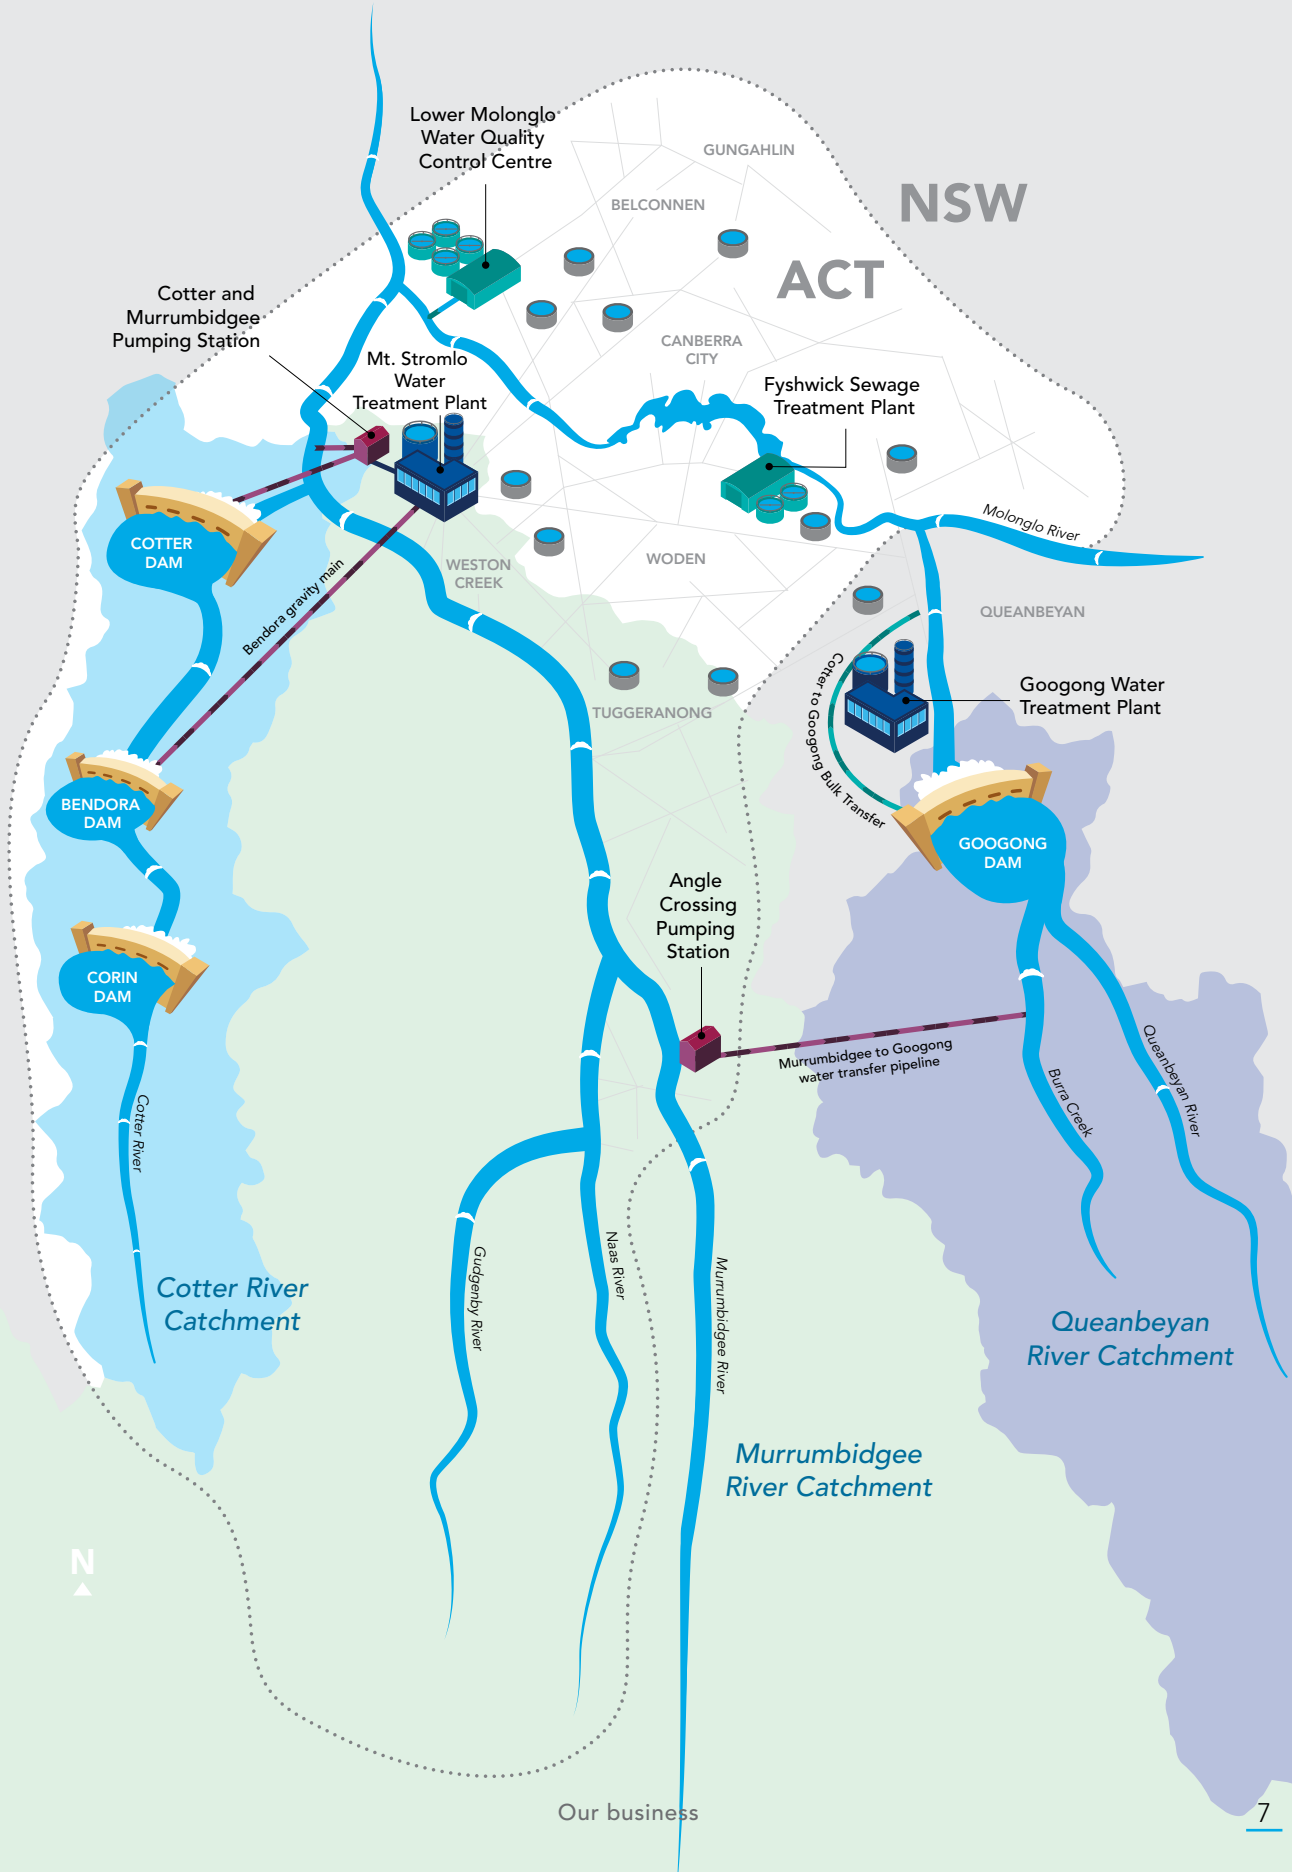 Lower Molonglo
Water Quality
Control Centre
GUNGAHLIN
BELCONNEN
NSW
ACT
Cotter and
Murrumbidgee
Pumping Station
Mt. Stromlo
Water
Treatment Plant
CANBERRA
CITY
Fyshwick Sewage
Treatment Plant
Molonglo River
COTTER
DAM
Bendora gravity main
WESTON
CREEK
WODEN
QUEANBEYAN
Cotter to Googong Bulk Transfer
Googong Water
Treatment Plant
TUGGERANONG
BENDORA
DAM
GOOGONG
DAM
Angle
Crossing
Pumping
Station
CORIN
DAM
Murrumbidgee to Googong
water transfer pipeline
Cotter River
Burra Creek
Queanbeyan River
Gudgenby River
Naas River
Murrumbidgee River
Cotter River
Catchment
Queanbeyan
River Catchment
Murrumbidgee
River Catchment
N
Our business
7